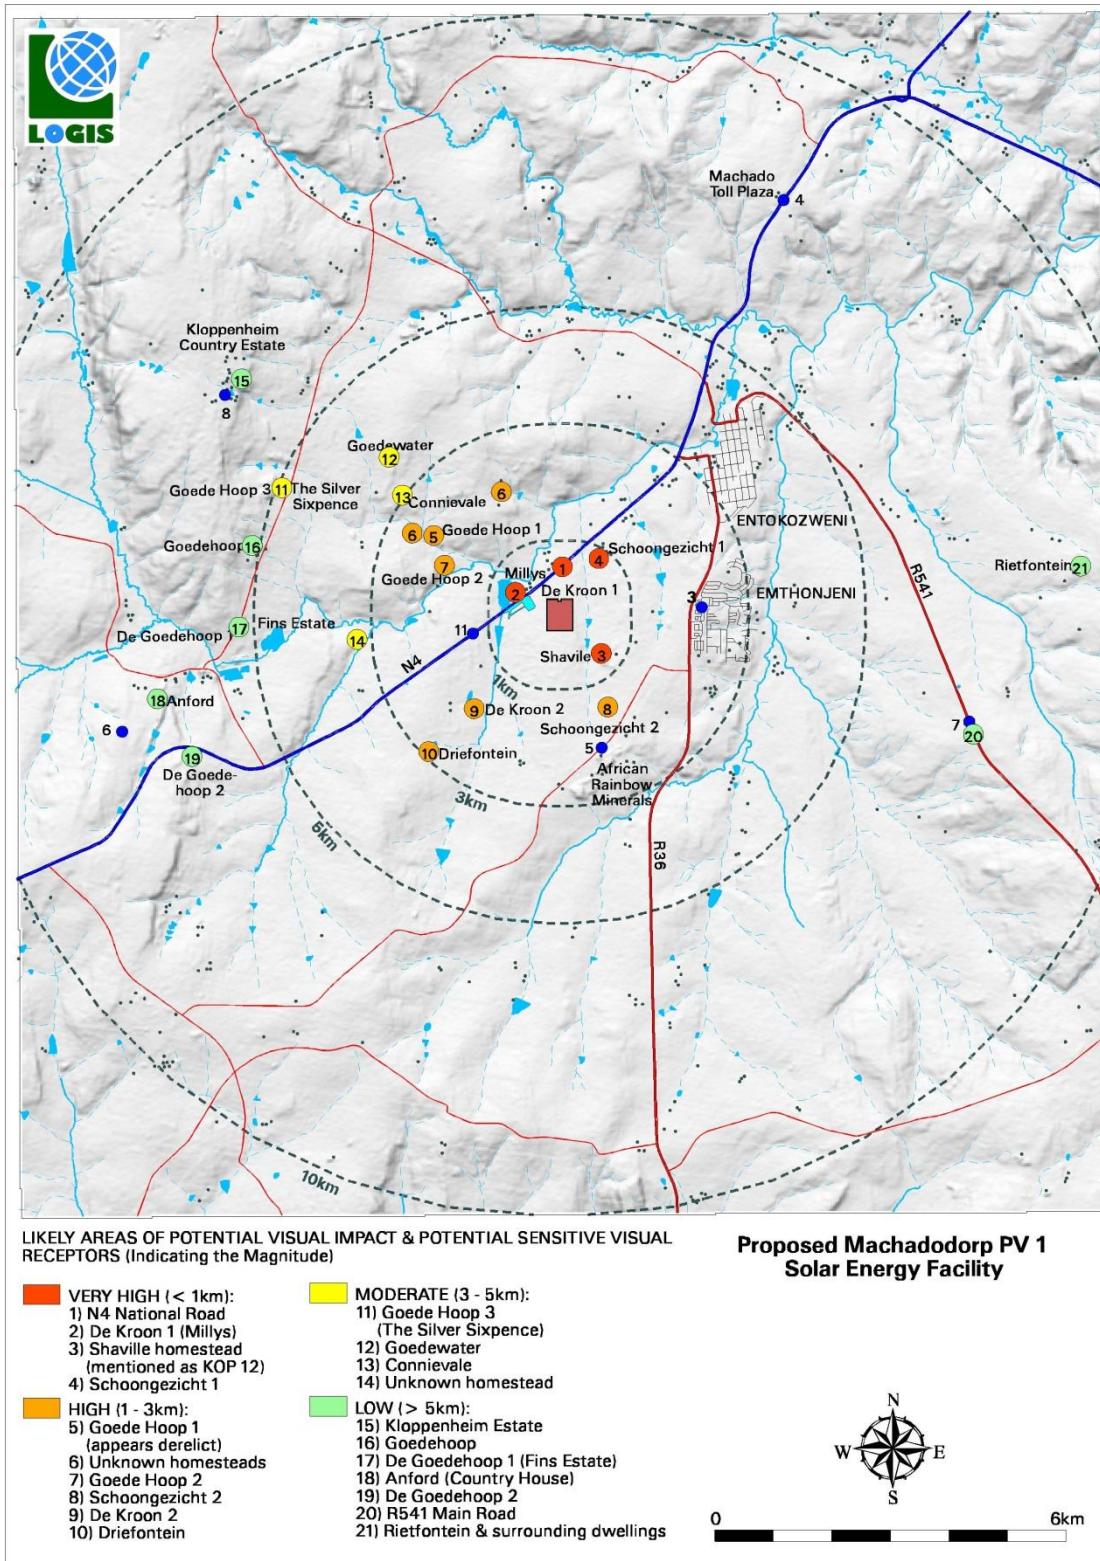 LOGIS
Machado
Toll Plaza
4
Kloppenheim
Country Estate
15
8
Goedewater
12
Goede Hoop 3
11
The Silver
Sixpence
13
Connievale
6
ENTOKOZWENI
6
5
Goede Hoop 1
Goedehoop
16
Schoongezicht 1
4
1
7
Goede Hoop 2
Millys
2
De Kroon 1
R541
Rietfontein
21
EMTHONJENI
3
De Goedehoop 1
17
Fins Estate
14
11
N4
Shavile
3
1km
18
Anford
6
9
De Kroon 2
8
Schoongezicht 2
7
20
19
De Goede-
hoop 2
10
Driefontein
5
African
Rainbow
Minerals
3km
5km
R36
10km
LIKELY AREAS OF POTENTIAL VISUAL IMPACT & POTENTIAL SENSITIVE VISUAL
RECEPTORS (Indicating the Magnitude)
VERY HIGH (< 1km):
1) N4 National Road
2) De Kroon 1 (Millys)
3) Shaville homestead
(mentioned as KOP 12)
4) Schoongezicht 1
HIGH (1 - 3km):
5) Goede Hoop 1
(appears derelict)
6) Unknown homesteads
7) Goede Hoop 2
8) Schoongezicht 2
9) De Kroon 2
10) Driefontein
MODERATE (3 - 5km):
11) Goede Hoop 3
(The Silver Sixpence)
12) Goedewater
13) Connievale
14) Unknown homestead
LOW (> 5km):
15) Kloppenheim Estate
16) Goedehoop
17) De Goedehoop 1 (Fins Estate)
18) Anford (Country House)
19) De Goedehoop 2
20) R541 Main Road
21) Rietfontein & surrounding dwellings
Proposed Machadodorp PV 1
Solar Energy Facility
N
W
E
S
0
6km